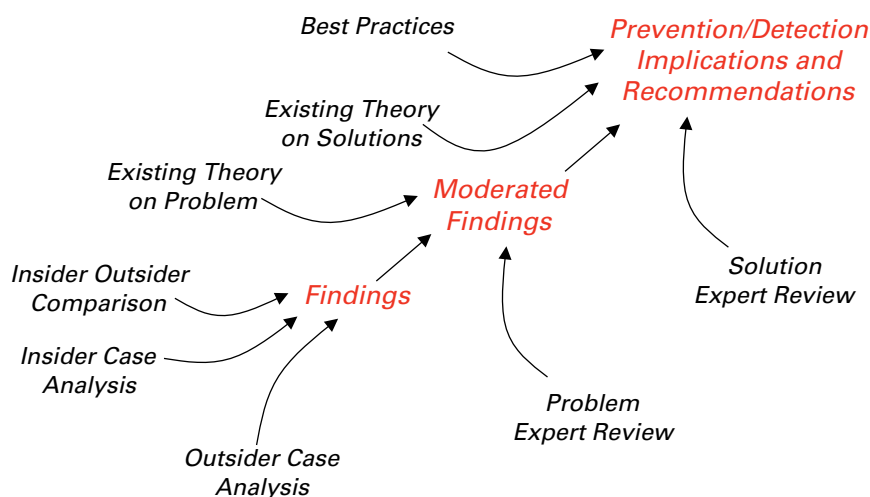 Best Practices
Prevention/Detection
Implications and
Recommendations
Existing Theory
on Solutions
Existing Theory
on Problem
Moderated
Findings
Solution
Expert Review
Insider Outsider
Comparison
Findings
Insider Case
Analysis
Problem
Expert Review
Outsider Case
Analysis